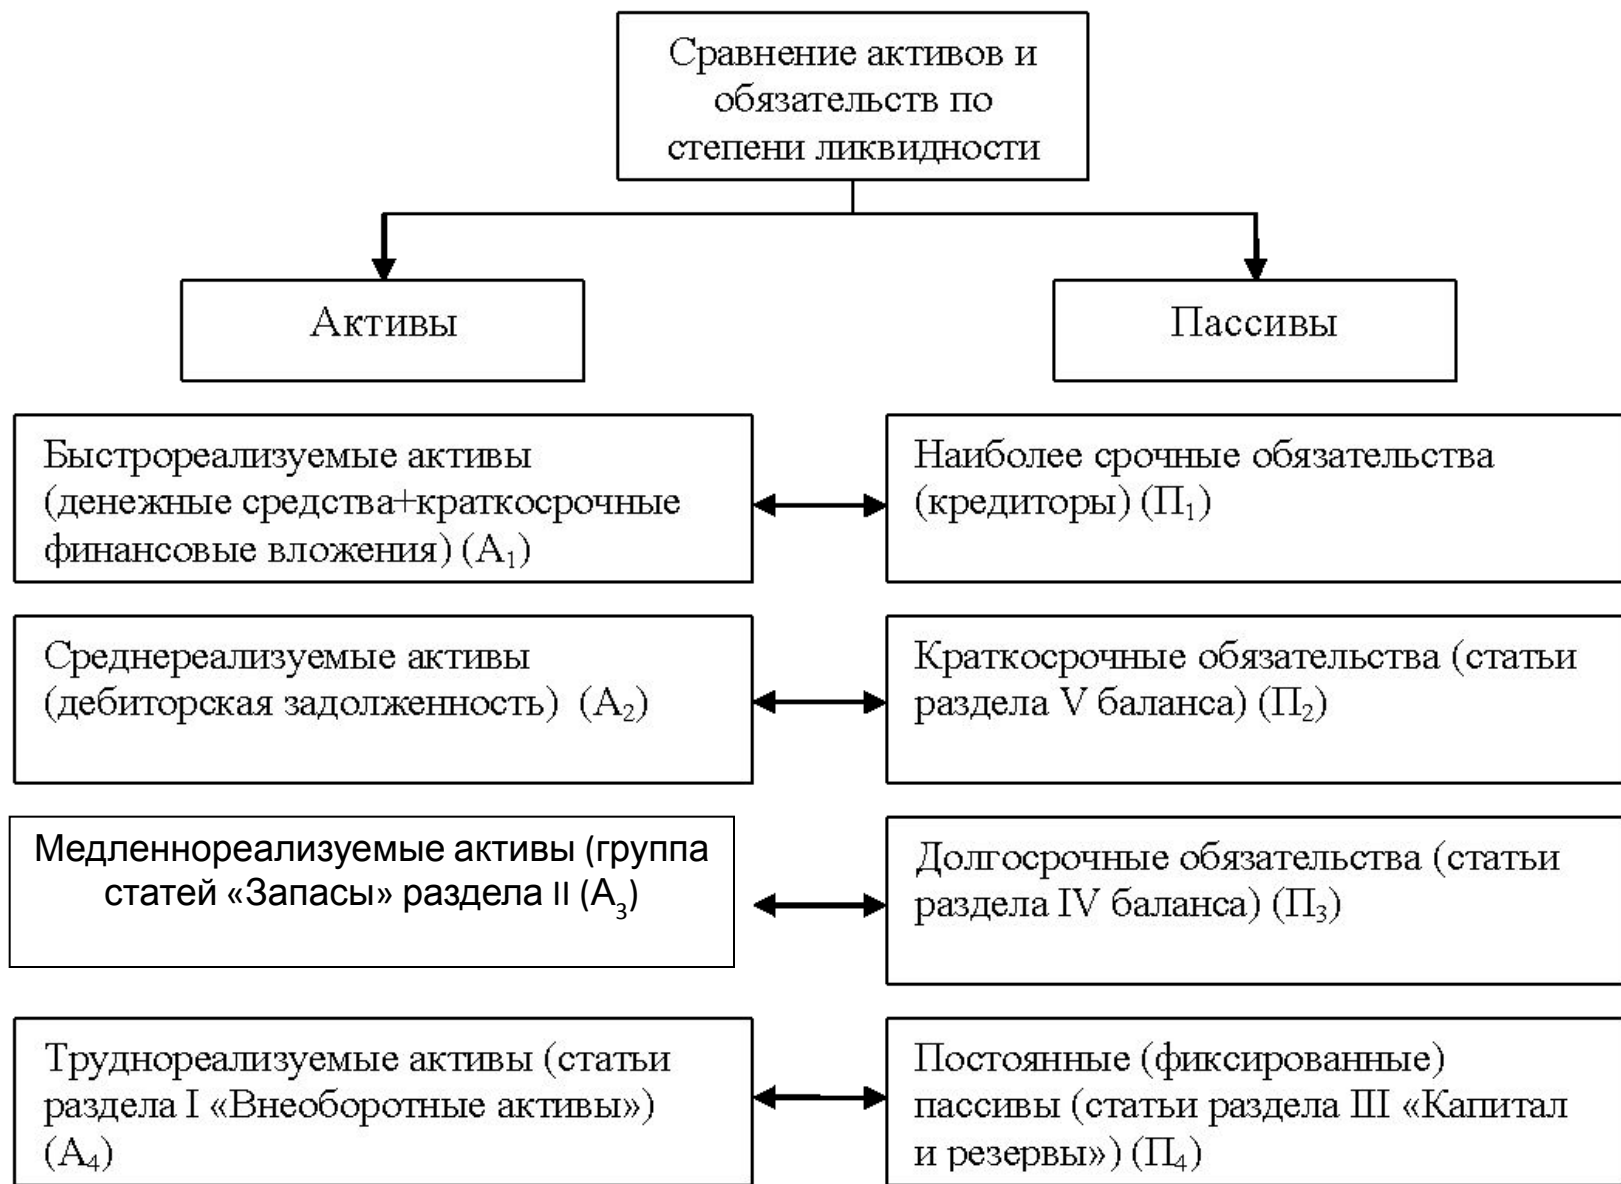 Сравнение активов и
обязательств по
степени ликвидности
Активы
Пассивы
Быстрореализуемые активы
(денежные средства+краткосрочные
финансовые вложения) (А₁)
Наиболее срочные обязательства
(кредиторы) (П₁)
Среднереализуемые активы
(дебиторская задолженность) (А₂)
Краткосрочные обязательства (статьи
раздела V баланса) (П₂)
Медленнореализуемые активы (группа
статей «Запасы» раздела II (А₃)
Долгосрочные обязательства (статьи
раздела IV баланса) (П₃)
Труднореализуемые активы (статьи
раздела I «Внеоборотные активы»)
(А₄)
Постоянные (фиксированные)
пассивы (статьи раздела III «Капитал
и резервы») (П₄)